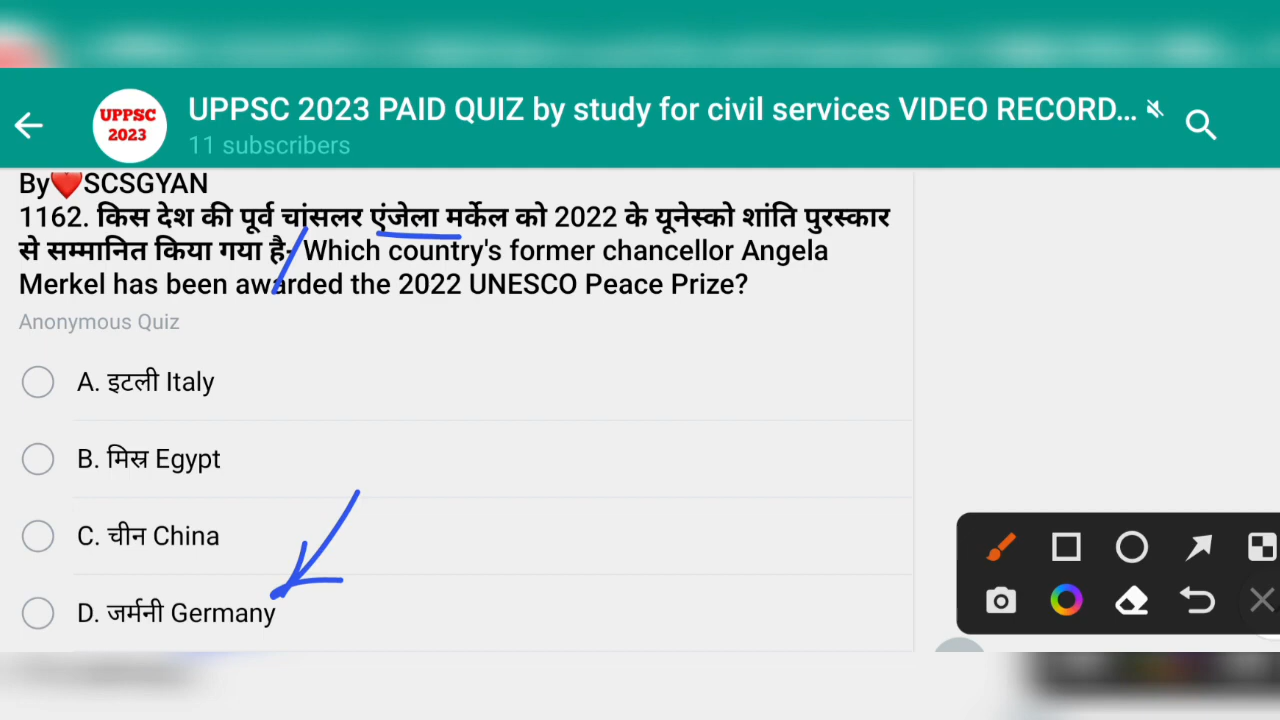 UPPSC
2023
UPPSC 2023 PAID QUIZ by study for civil services VIDEO RECORD...
11 subscribers
By❤️SCSGYAN
1162. किस देश की पूर्व चांसलर एंजेला मर्केल को 2022 के यूनेस्को शांति पुरस्कार
से सम्मानित किया गया है- Which country's former chancellor Angela
Merkel has been awarded the 2022 UNESCO Peace Prize?
Anonymous Quiz
A. इटली Italy
B. मिस्र Egypt
C. चीन China
D. जर्मनी Germany